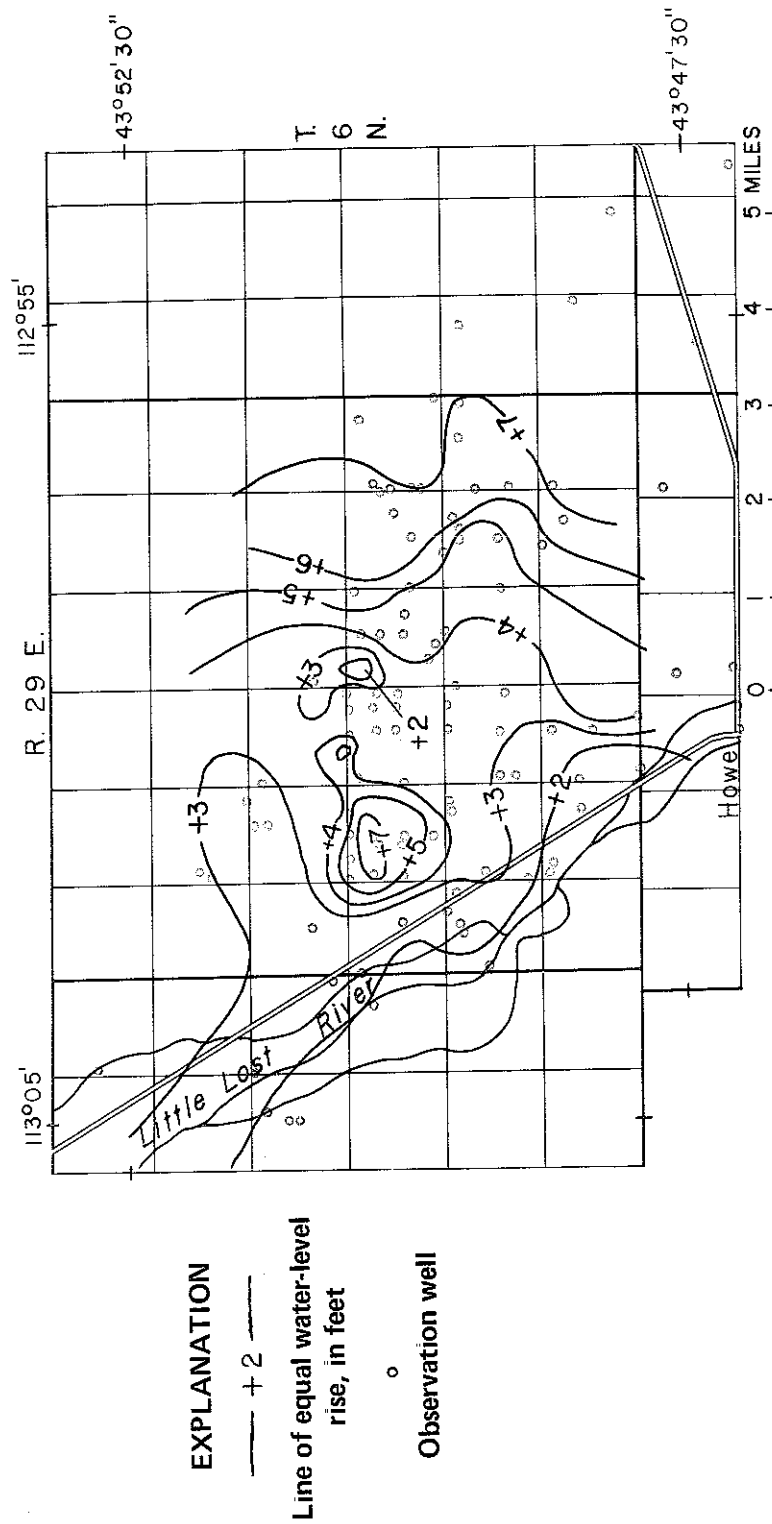 EXPLANATION
+2
Line of equal water-level
rise, in feet
Observation well
113°05'
R. 29 E.
112°55'
43°52'30"
T.
6
N.
43°47'30"
Little Lost River
+3
+4
+7
+5
+3
+2
+3
+2
+5
+6
+4
+7
Howe
0
1
2
3
4
5 MILES